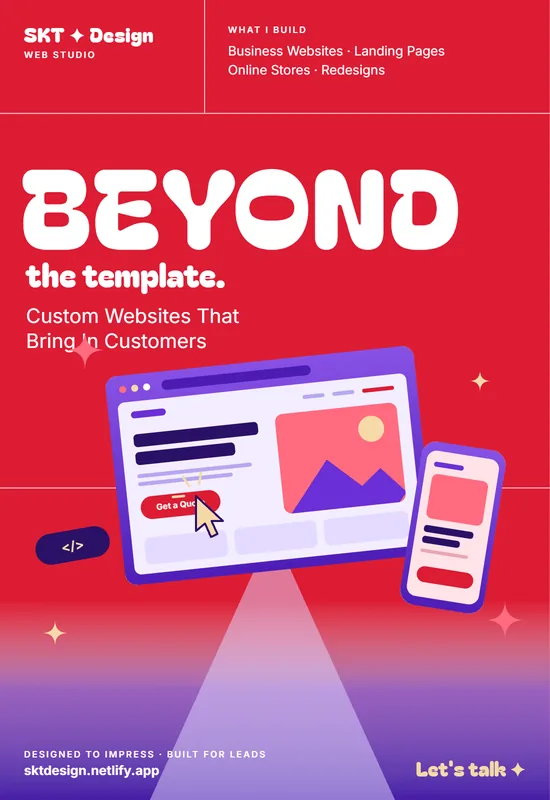 SKT ✦ Design
WEB STUDIO
WHAT I BUILD
Business Websites · Landing Pages
Online Stores · Redesigns
BEYOND
the template.
Custom Websites That
Bring In Customers
Get a Quo
</>
DESIGNED TO IMPRESS · BUILT FOR LEADS
sktdesign.netlify.app
Let's talk ✦